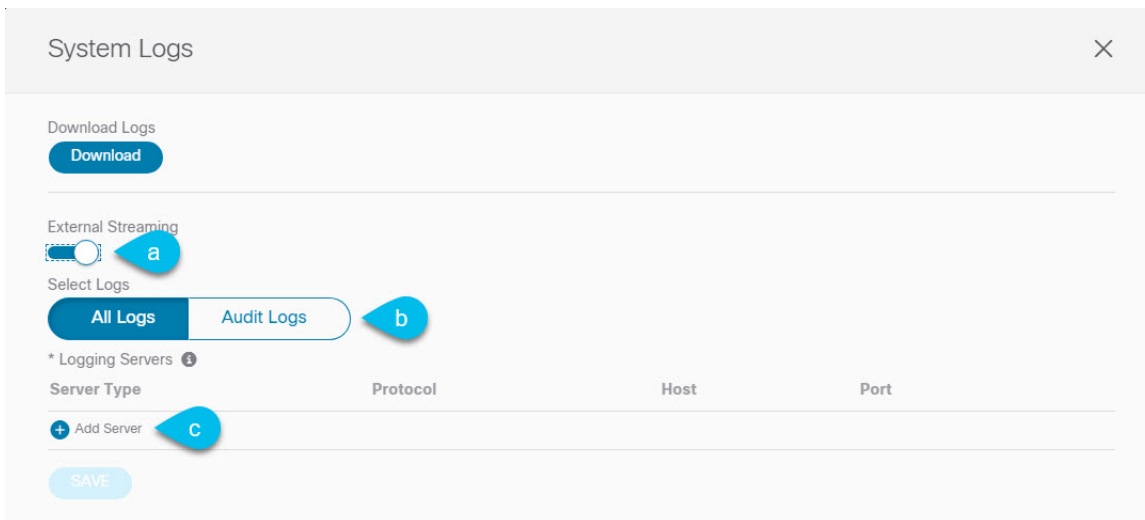 System Logs
Download Logs
Download
External Streaming
a
Select Logs
All Logs Audit Logs b
* Logging Servers
Server Type Protocol Host Port
Add Server c
SAVE